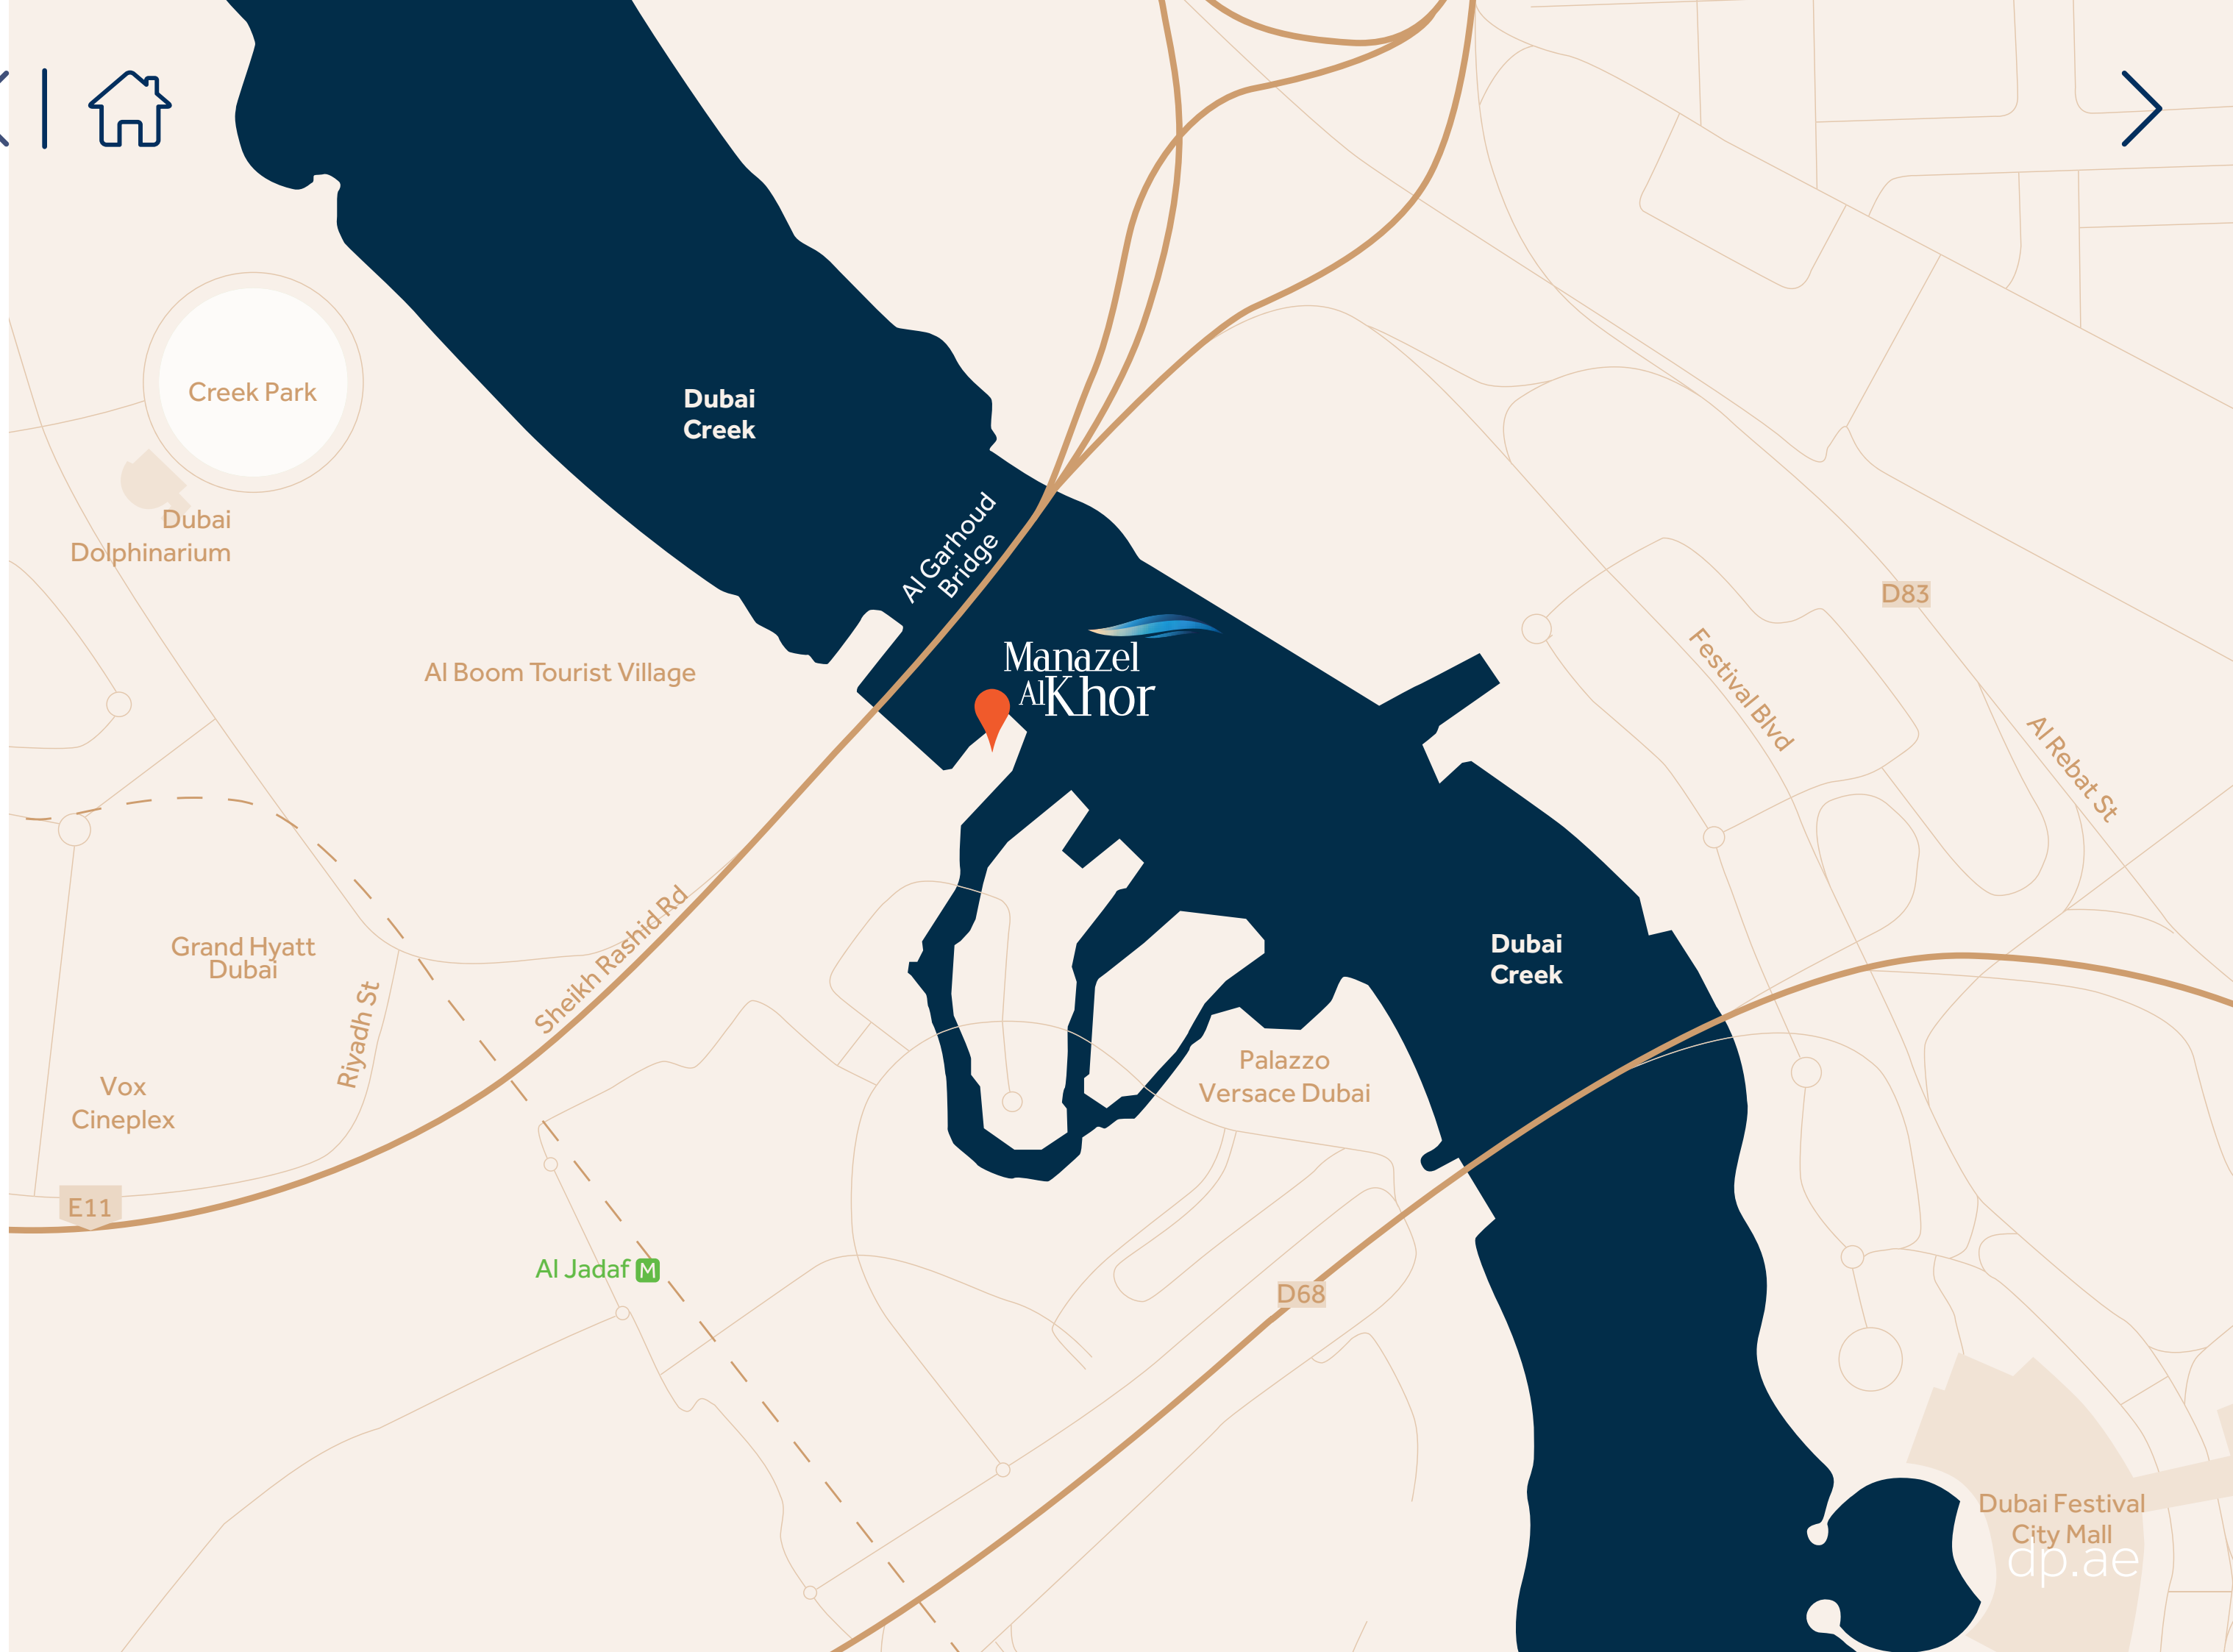 Creek Park
Dubai
Creek
Dubai
Dolphinarium
Al Garhoud
Bridge
D83
Manazel
Al Khor
Al Boom Tourist Village
Festival Blvd
Al Rebat St
Sheikh Rashid Rd
Grand Hyatt
Dubai
Riyadh St
Dubai
Creek
Palazzo
Versace Dubai
Vox
Cineplex
E11
Al Jadaf M
D68
Dubai Festival
City Mall
dp.ae